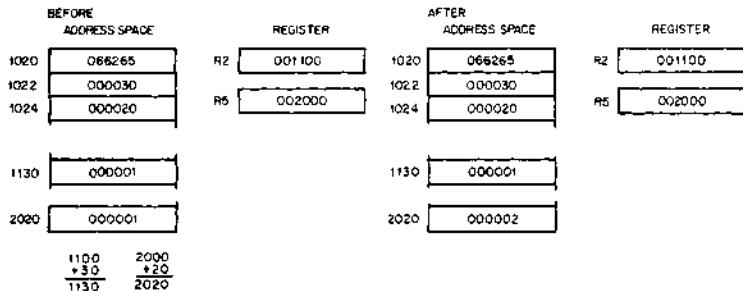 BEFORE
ADDRESS SPACE
REGISTER
1020 066265
1022 000030
1024 000020
R2 001100
R5 002000
1130 000001
2020 000001
1100
+30
1130
2000
+20
2020
AFTER
ADDRESS SPACE
REGISTER
1020 066265
1022 000030
1024 000020
R2 001100
R5 002000
1130 000001
2020 000002